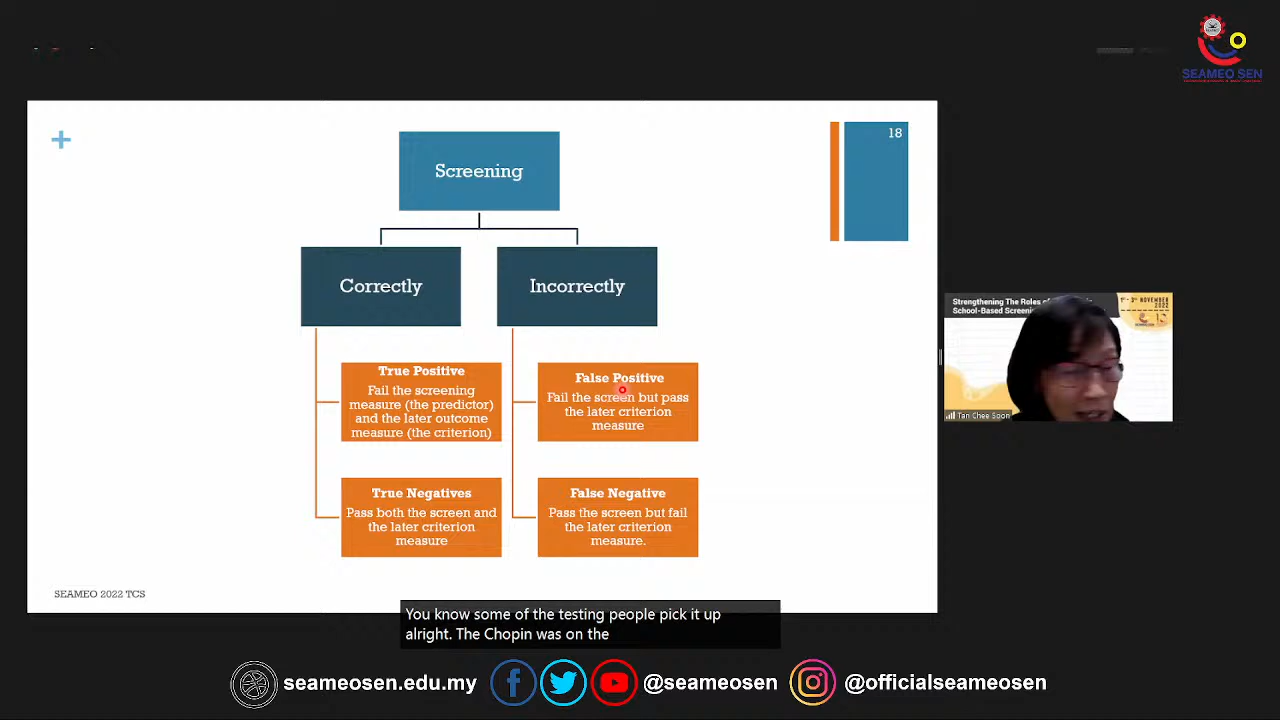 SEAMEO SEN
18
Screening
Correctly
Incorrectly
True Positive
Fail the screening
measure (the predictor)
and the later outcome
measure (the criterion)
False Positive
Fail the screen but pass
the later criterion
measure
True Negatives
Pass both the screen and
the later criterion
measure
False Negative
Pass the screen but fail
the later criterion
measure.
SEAMEO 2022 TCS
Strengthening The Roles of
School-Based Screeni
1st - 3rd NOVEMBER
2022
Tan Chee Soon
You know some of the testing people pick it up
alright. The Chopin was on the
seameosen.edu.my
@seameosen
@officialseameosen